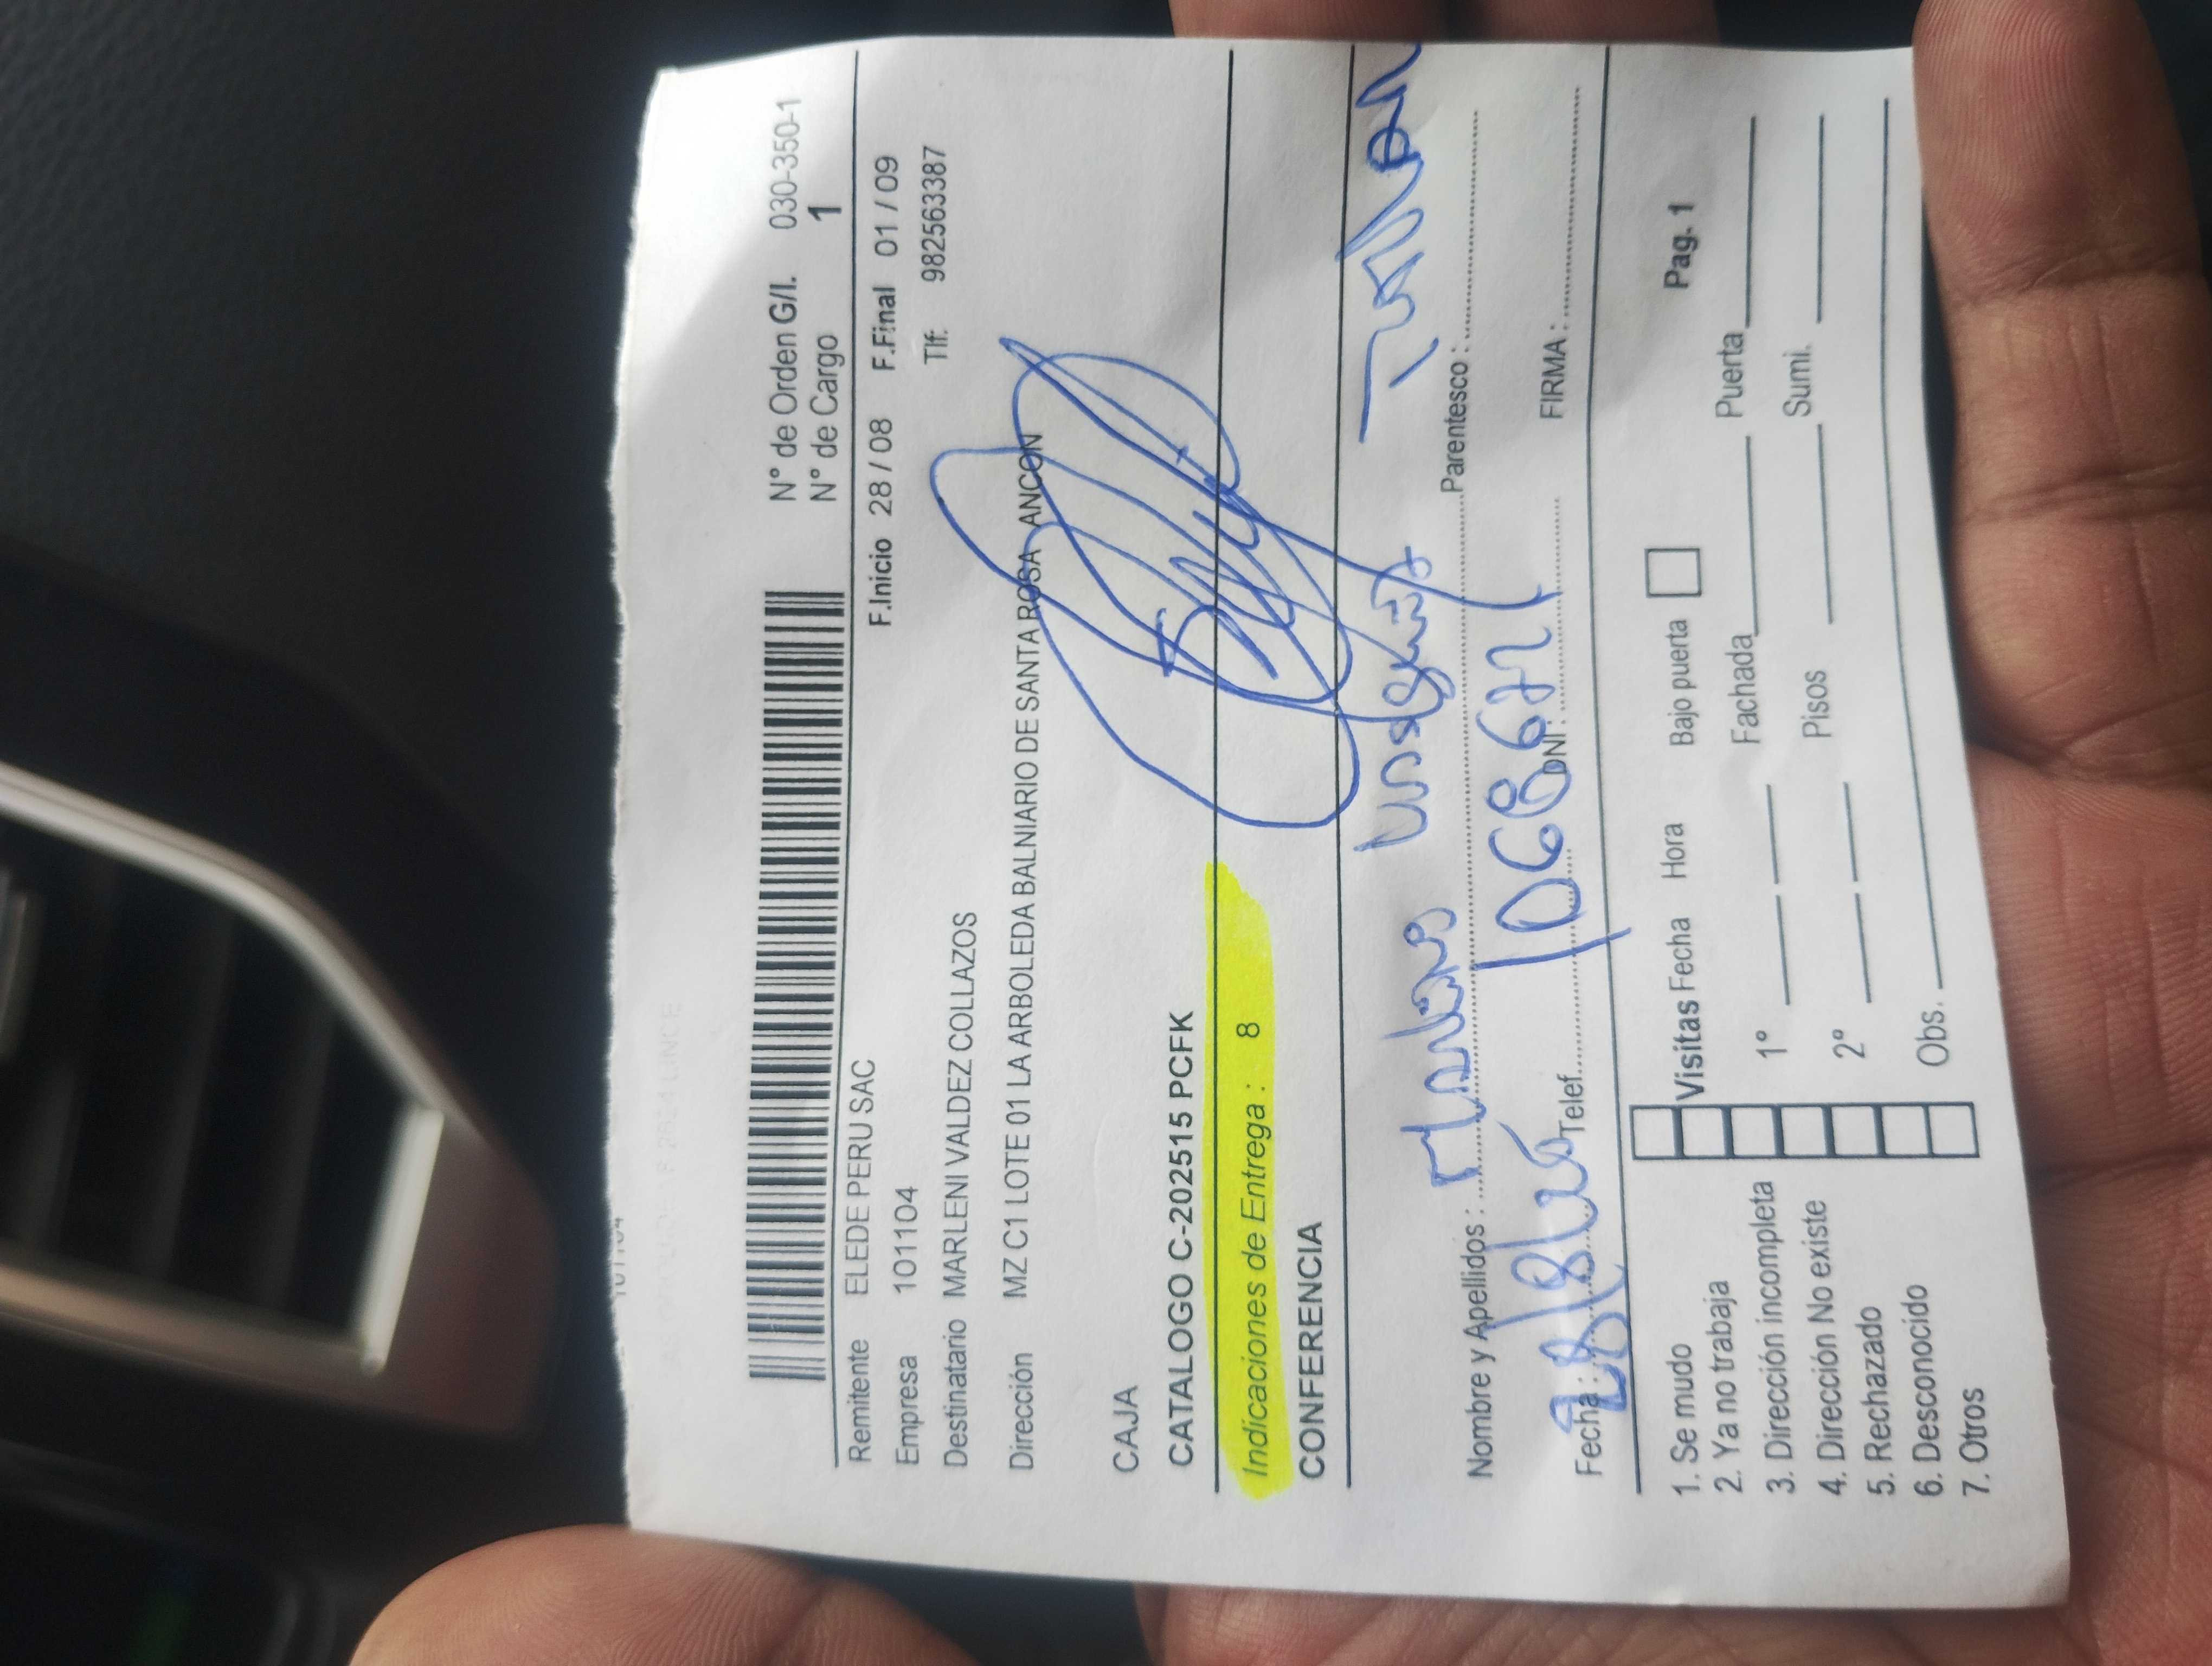 N° de Orden G/I. 030-350-1
N° de Cargo 1
F.Inicio 28 / 08 F.Final 01 / 09
Remitente ELEDE PERU SAC
Empresa 101104
Tlf: 982563387
Destinatario MARLENI VALDEZ COLLAZOS
Dirección MZ C1 LOTE 01 LA ARBOLEDA BALNIARIO DE SANTA ROSA ANCON
CAJA
CATALOGO C-202515 PCFK
Indicaciones de Entrega : 8
CONFERENCIA
Nombre y Apellidos : Parentesco :
Fecha : Telef. DNI : FIRMA :
1. Se mudo
2. Ya no trabaja
3. Dirección incompleta
4. Dirección No existe
5. Rechazado
6. Desconocido
7. Otros
Visitas Fecha Hora Bajo puerta Pag. 1
1° Fachada Puerta
2° Pisos Sumi.
Obs.